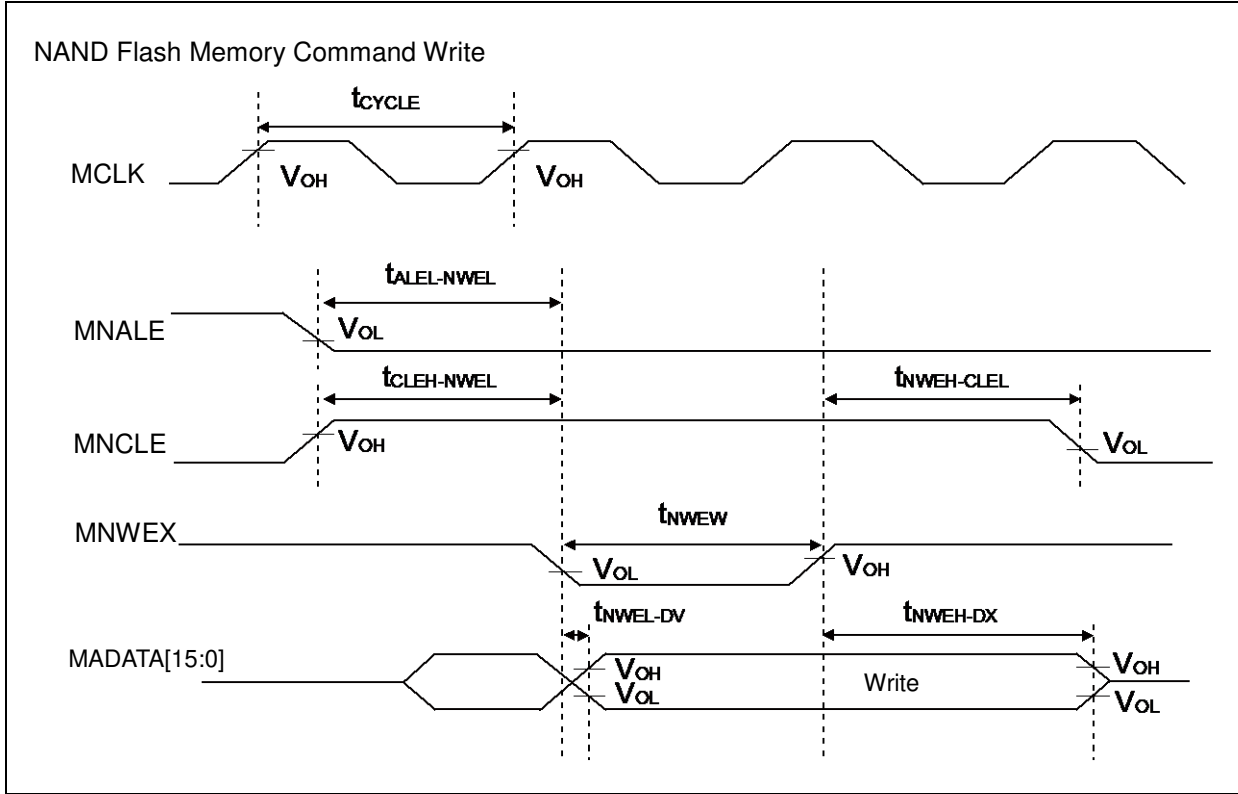 NAND Flash Memory Command Write
tCYCLE
MCLK
VOH
VOH
tALEL-NWEL
MNALE
VOL
tCLEH-NWEL
tNWEH-CLEL
MNCLE
VOH
VOL
MNWEX
tNWEW
VOL
VOH
tNWEL-DV
tNWEH-DX
MADATA[15:0]
VOH
VOL
Write
VOH
VOL